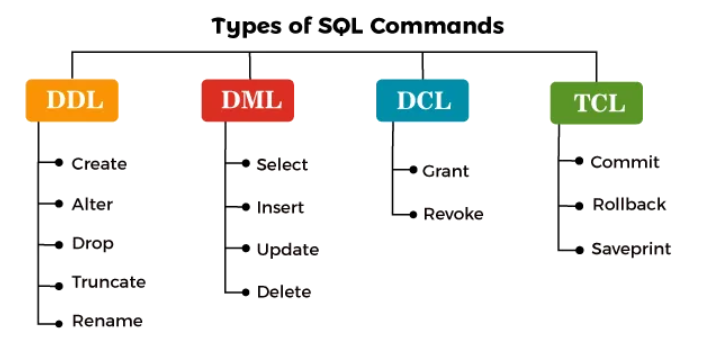 Types of SQL Commands
DDL
Create
Alter
Drop
Truncate
Rename
DML
Select
Insert
Update
Delete
DCL
Grant
Revoke
TCL
Commit
Rollback
Saveprint